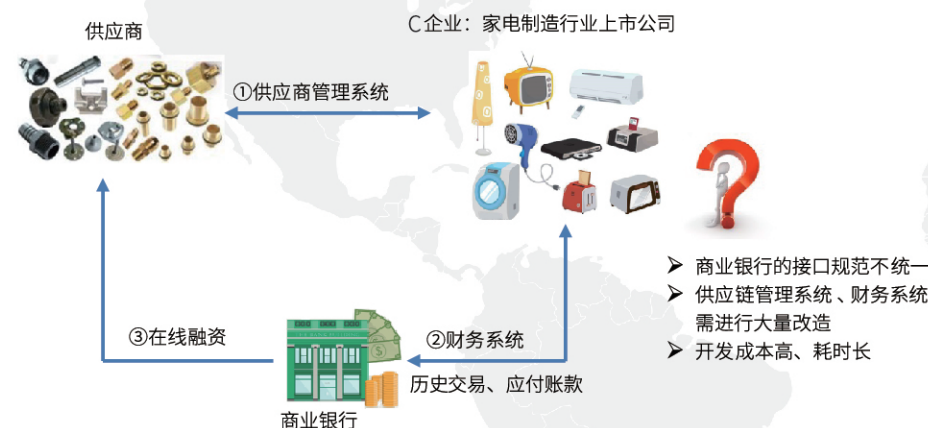 供应商
C企业：家电制造行业上市公司
①供应商管理系统
➢ 商业银行的接口规范不统一
➢ 供应链管理系统、财务系统
需进行大量改造
➢ 开发成本高、耗时长
③在线融资
②财务系统
历史交易、应付账款
商业银行